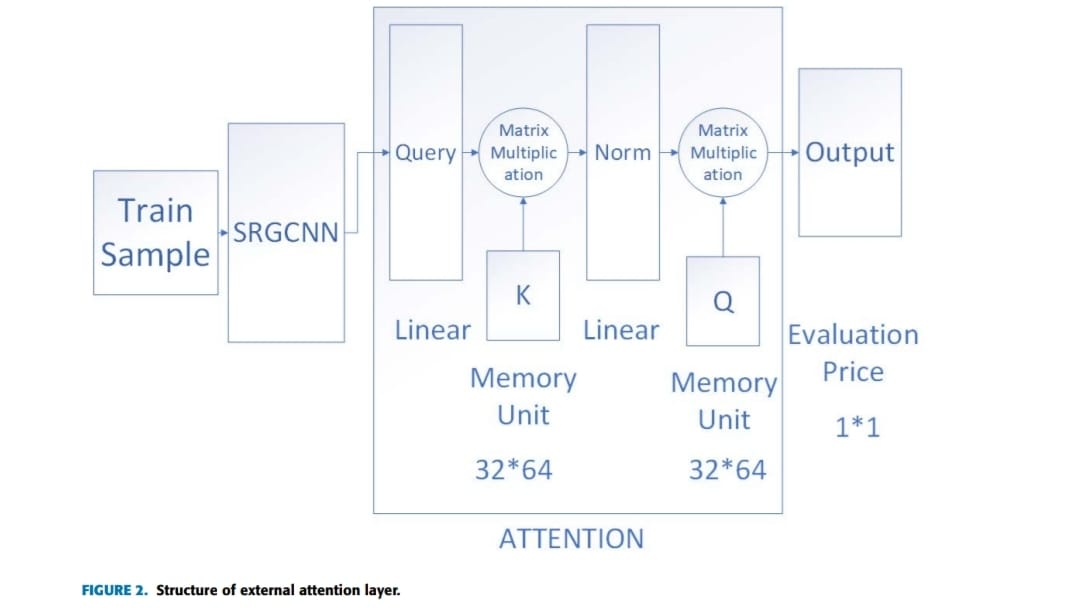 Train
Sample
SRGCNN
Query
Matrix
Multiplic
ation
Norm
Matrix
Multiplic
ation
Output
K
Q
Linear
Linear
Memory
Unit
32*64
Memory
Unit
32*64
Evaluation
Price
1*1
ATTENTION
FIGURE 2. Structure of external attention layer.